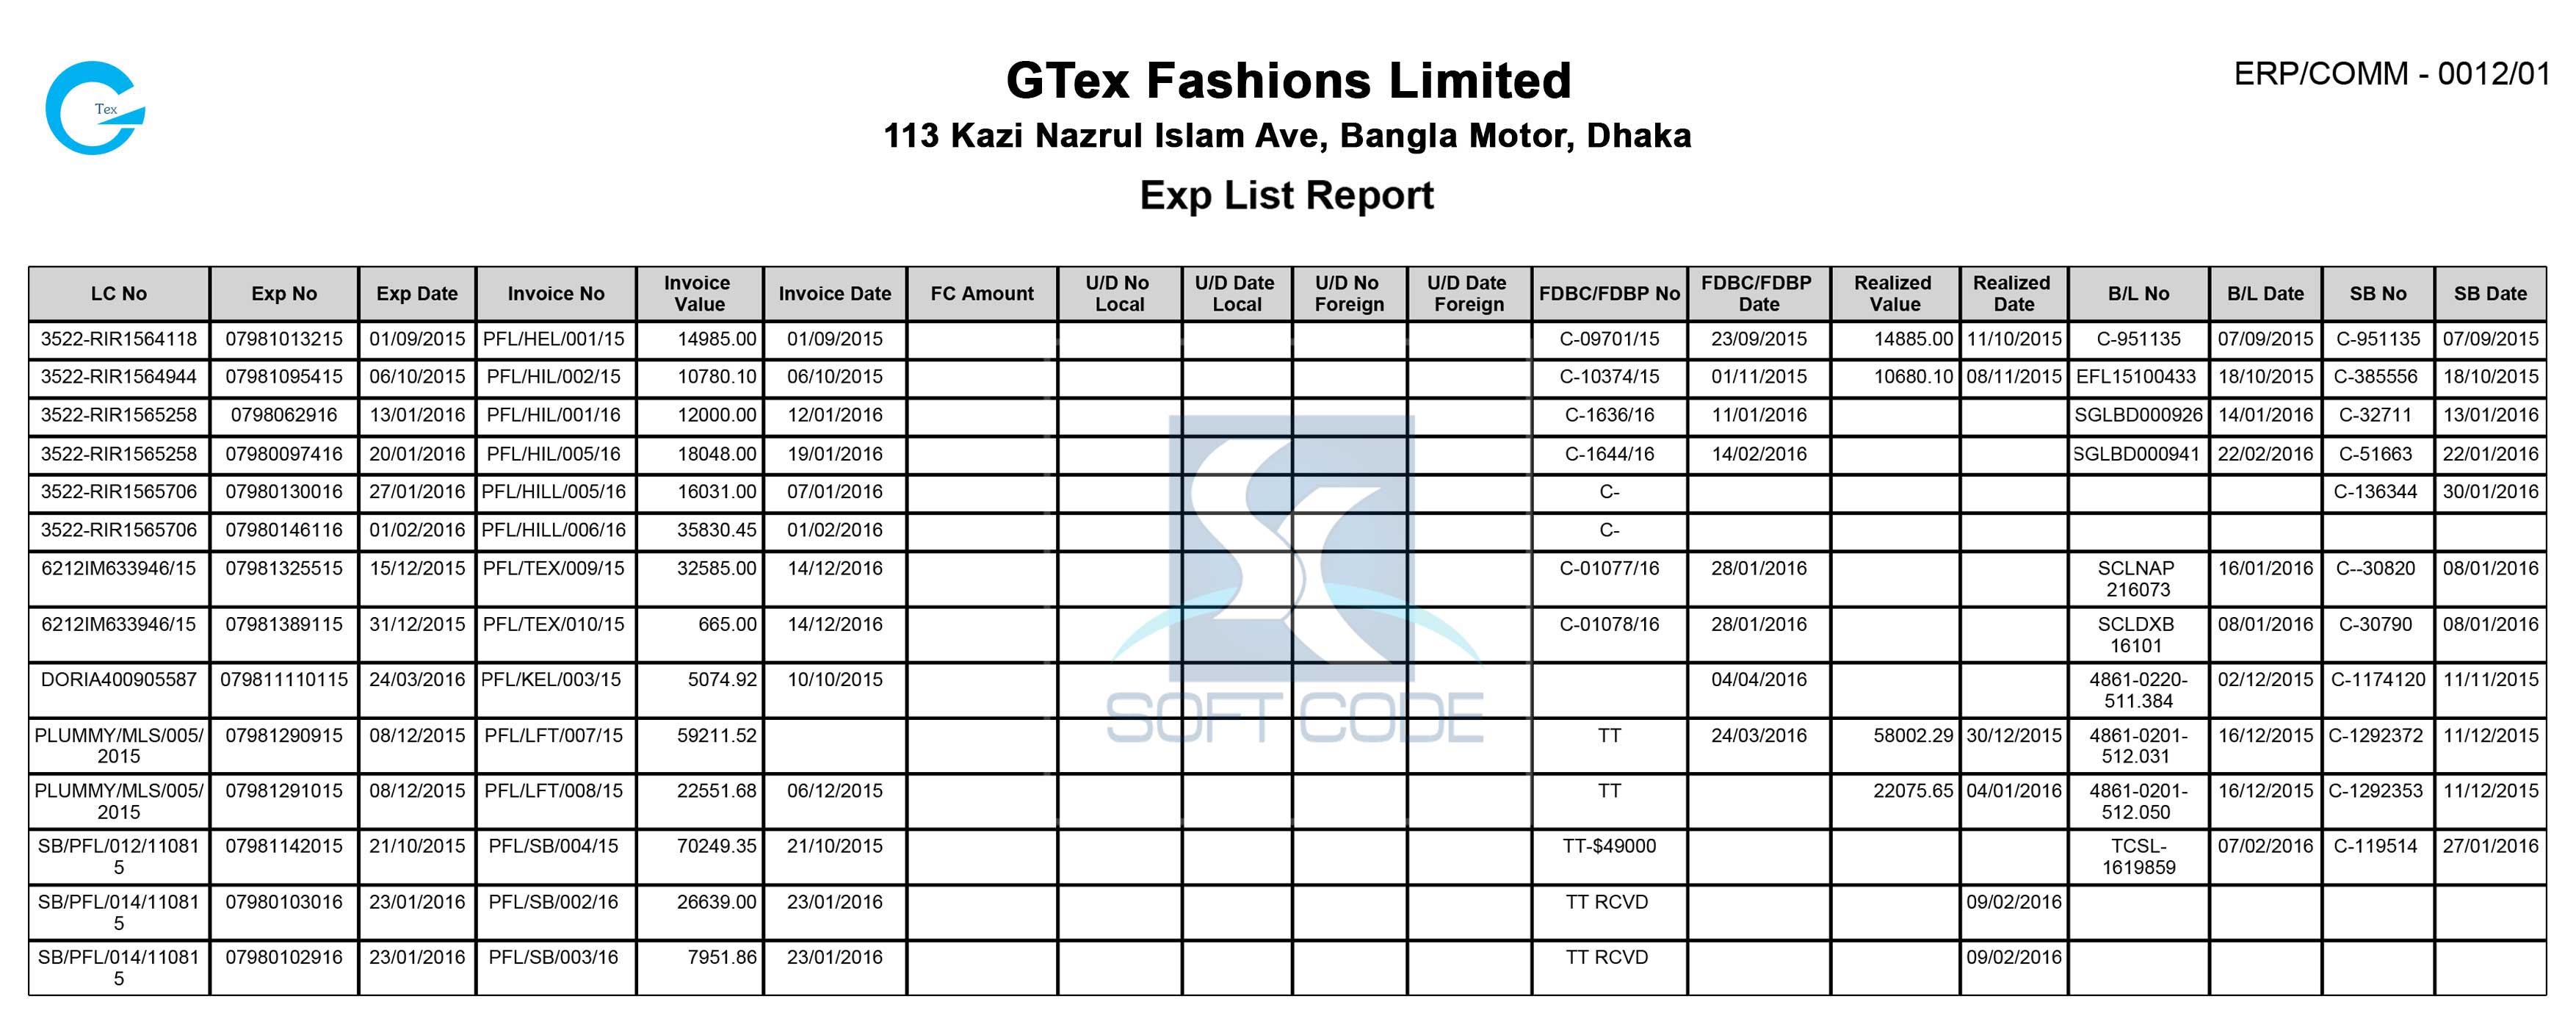 Tex
GTex Fashions Limited
ERP/COMM - 0012/01
113 Kazi Nazrul Islam Ave, Bangla Motor, Dhaka
Exp List Report
LC No Exp No Exp Date Invoice No Invoice Value Invoice Date FC Amount U/D No Local U/D Date Local U/D No Foreign U/D Date Foreign FDBC/FDBP No FDBC/FDBP Date Realized Value Realized Date B/L No B/L Date SB No SB Date
3522-RIR1564118 07981013215 01/09/2015 PFL/HEL/001/15 14985.00 01/09/2015 C-09701/15 23/09/2015 14885.00 11/10/2015 C-951135 07/09/2015 C-951135 07/09/2015
3522-RIR1564944 07981095415 06/10/2015 PFL/HIL/002/15 10780.10 06/10/2015 C-10374/15 01/11/2015 10680.10 08/11/2015 EFL15100433 18/10/2015 C-385556 18/10/2015
3522-RIR1565258 0798062916 13/01/2016 PFL/HIL/001/16 12000.00 12/01/2016 C-1636/16 11/01/2016 SGLBD000926 14/01/2016 C-32711 13/01/2016
3522-RIR1565258 07980097416 20/01/2016 PFL/HIL/005/16 18048.00 19/01/2016 C-1644/16 14/02/2016 SGLBD000941 22/02/2016 C-51663 22/01/2016
3522-RIR1565706 07980130016 27/01/2016 PFL/HILL/005/16 16031.00 07/01/2016 C- C-136344 30/01/2016
3522-RIR1565706 07980146116 01/02/2016 PFL/HILL/006/16 35830.45 01/02/2016 C-
6212IM633946/15 07981325515 15/12/2015 PFL/TEX/009/15 32585.00 14/12/2016 C-01077/16 28/01/2016 SCLNAP 16/01/2016 C--30820 08/01/2016
216073
6212IM633946/15 07981389115 31/12/2015 PFL/TEX/010/15 665.00 14/12/2016 C-01078/16 28/01/2016 SCLDXB 08/01/2016 C-30790 08/01/2016
16101
DORIA400905587 079811110115 24/03/2016 PFL/KEL/003/15 5074.92 10/10/2015 04/04/2016 4861-0220- 02/12/2015 C-1174120 11/11/2015
511.384
SOFT CODE
PLUMMY/MLS/005/ 07981290915 08/12/2015 PFL/LFT/007/15 59211.52 TT 24/03/2016 58002.29 30/12/2015 4861-0201- 16/12/2015 C-1292372 11/12/2015
2015 512.031
PLUMMY/MLS/005/ 07981291015 08/12/2015 PFL/LFT/008/15 22551.68 06/12/2015 TT 22075.65 04/01/2016 4861-0201- 16/12/2015 C-1292353 11/12/2015
2015 512.050
SB/PFL/012/11081 07981142015 21/10/2015 PFL/SB/004/15 70249.35 21/10/2015 TT-$49000 TCSL- 07/02/2016 C-119514 27/01/2016
5 1619859
SB/PFL/014/11081 07980103016 23/01/2016 PFL/SB/002/16 26639.00 23/01/2016 TT RCVD 09/02/2016
5
SB/PFL/014/11081 07980102916 23/01/2016 PFL/SB/003/16 7951.86 23/01/2016 TT RCVD 09/02/2016
5